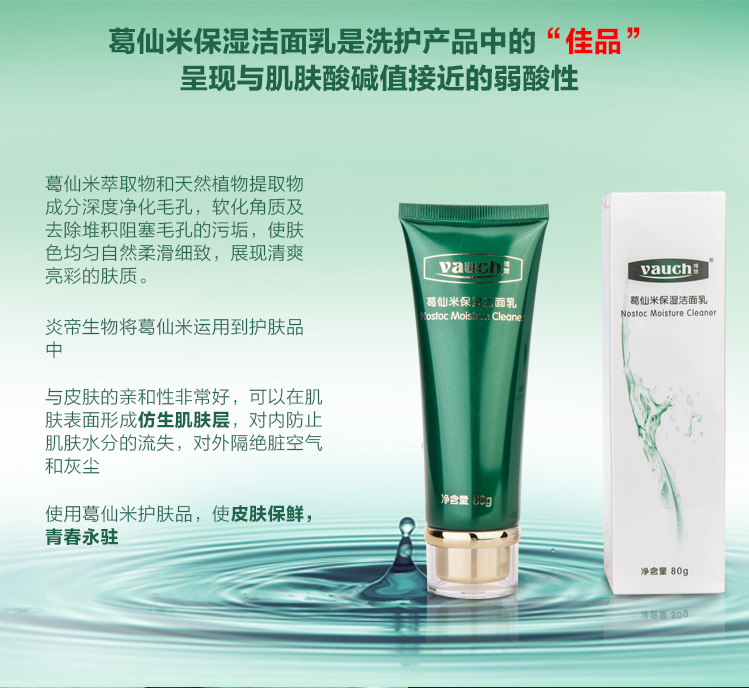 葛仙米保湿洁面乳是洗护产品中的“佳品”
呈现与肌肤酸碱值接近的弱酸性
葛仙米萃取物和天然植物提取物
成分深度净化毛孔，软化角质及
去除堆积阻塞毛孔的污垢，使肤
色均匀自然柔滑细致，展现清爽
亮彩的肤质。
炎帝生物将葛仙米运用到护肤品
中
与皮肤的亲和性非常好，可以在肌
肤表面形成仿生肌肤层，对内防止
肌肤水分的流失，对外隔绝脏空气
和灰尘
使用葛仙米护肤品，使皮肤保鲜，
青春永驻
vauch
葛仙米保湿洁面乳
Nostoc Moisture Cleaner
净含量 80g
vauch
®
葛仙米保湿洁面乳
Nostoc Moisture Cleaner
净含量 80g